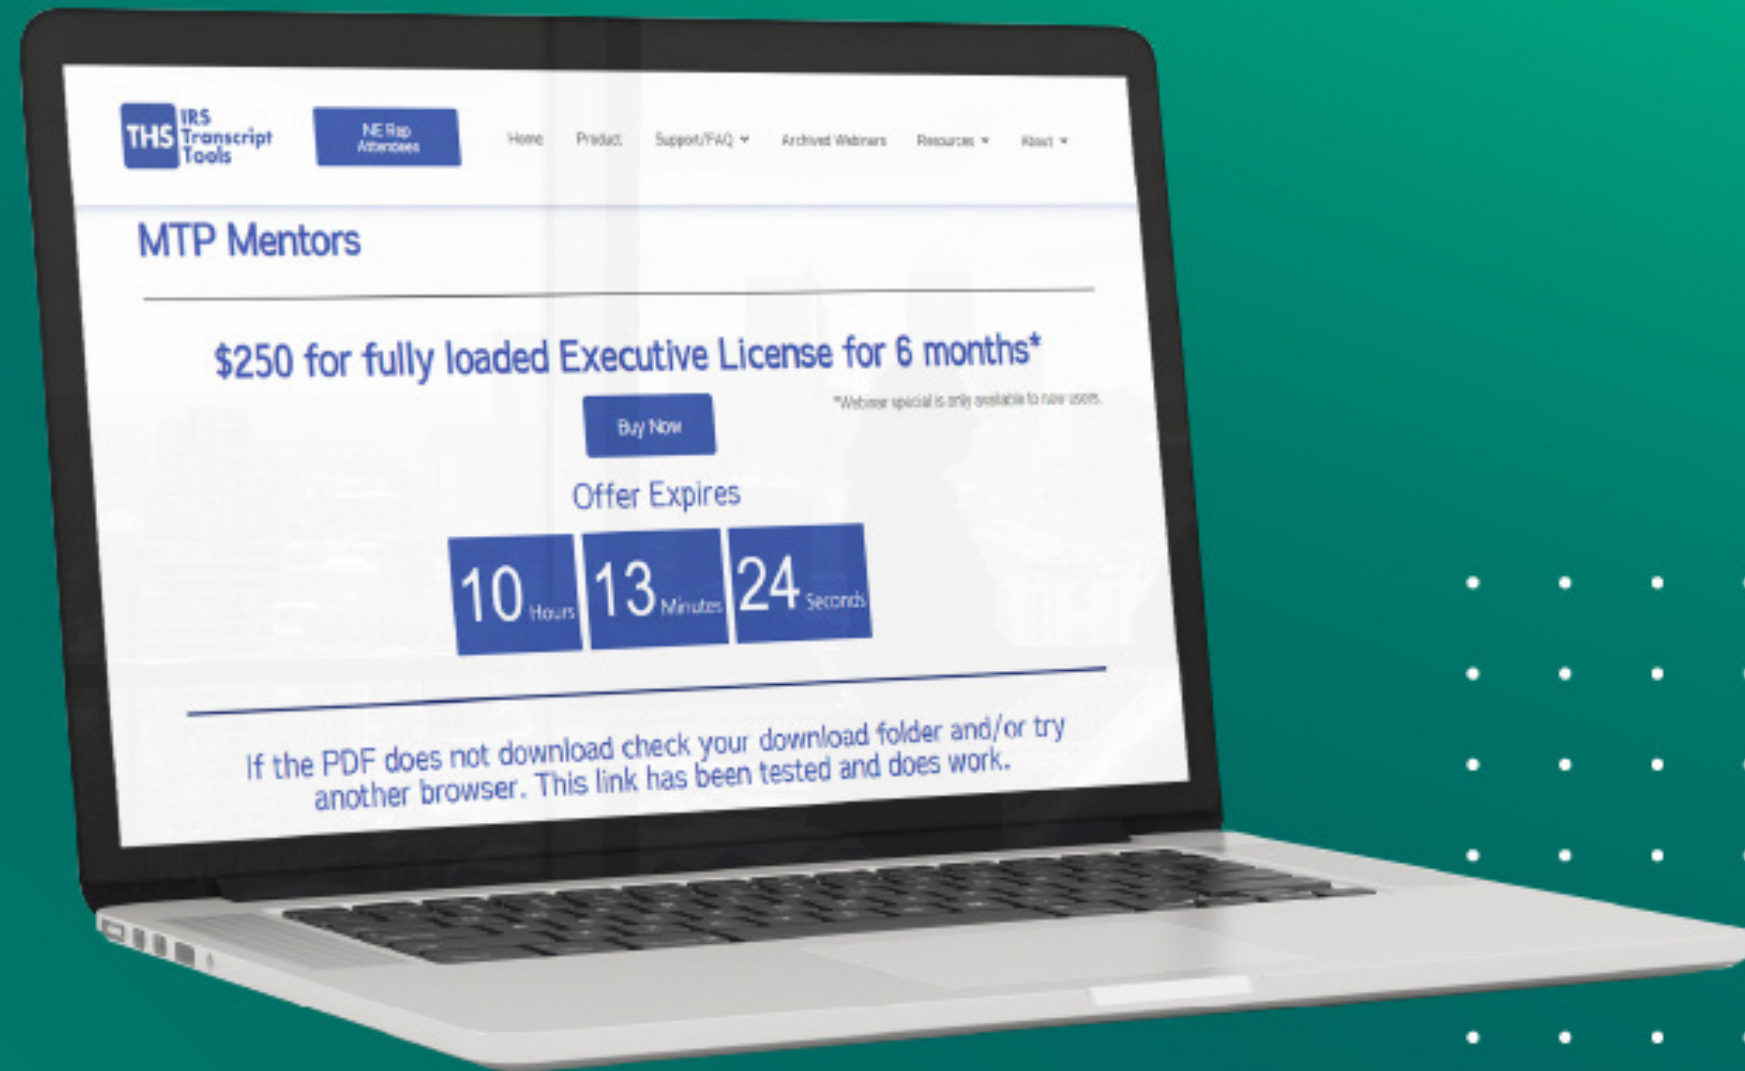 THS IRS
Transcript
Tools
NE Rep
Attendees
Home Product Support/FAQ Archived Webinars Resources About
MTP Mentors
$250 for fully loaded Executive License for 6 months*
*Webinar special is only available to new users.
Buy Now
Offer Expires
10 Hours 13 Minutes 24 Seconds
If the PDF does not download check your download folder and/or try
another browser. This link has been tested and does work.